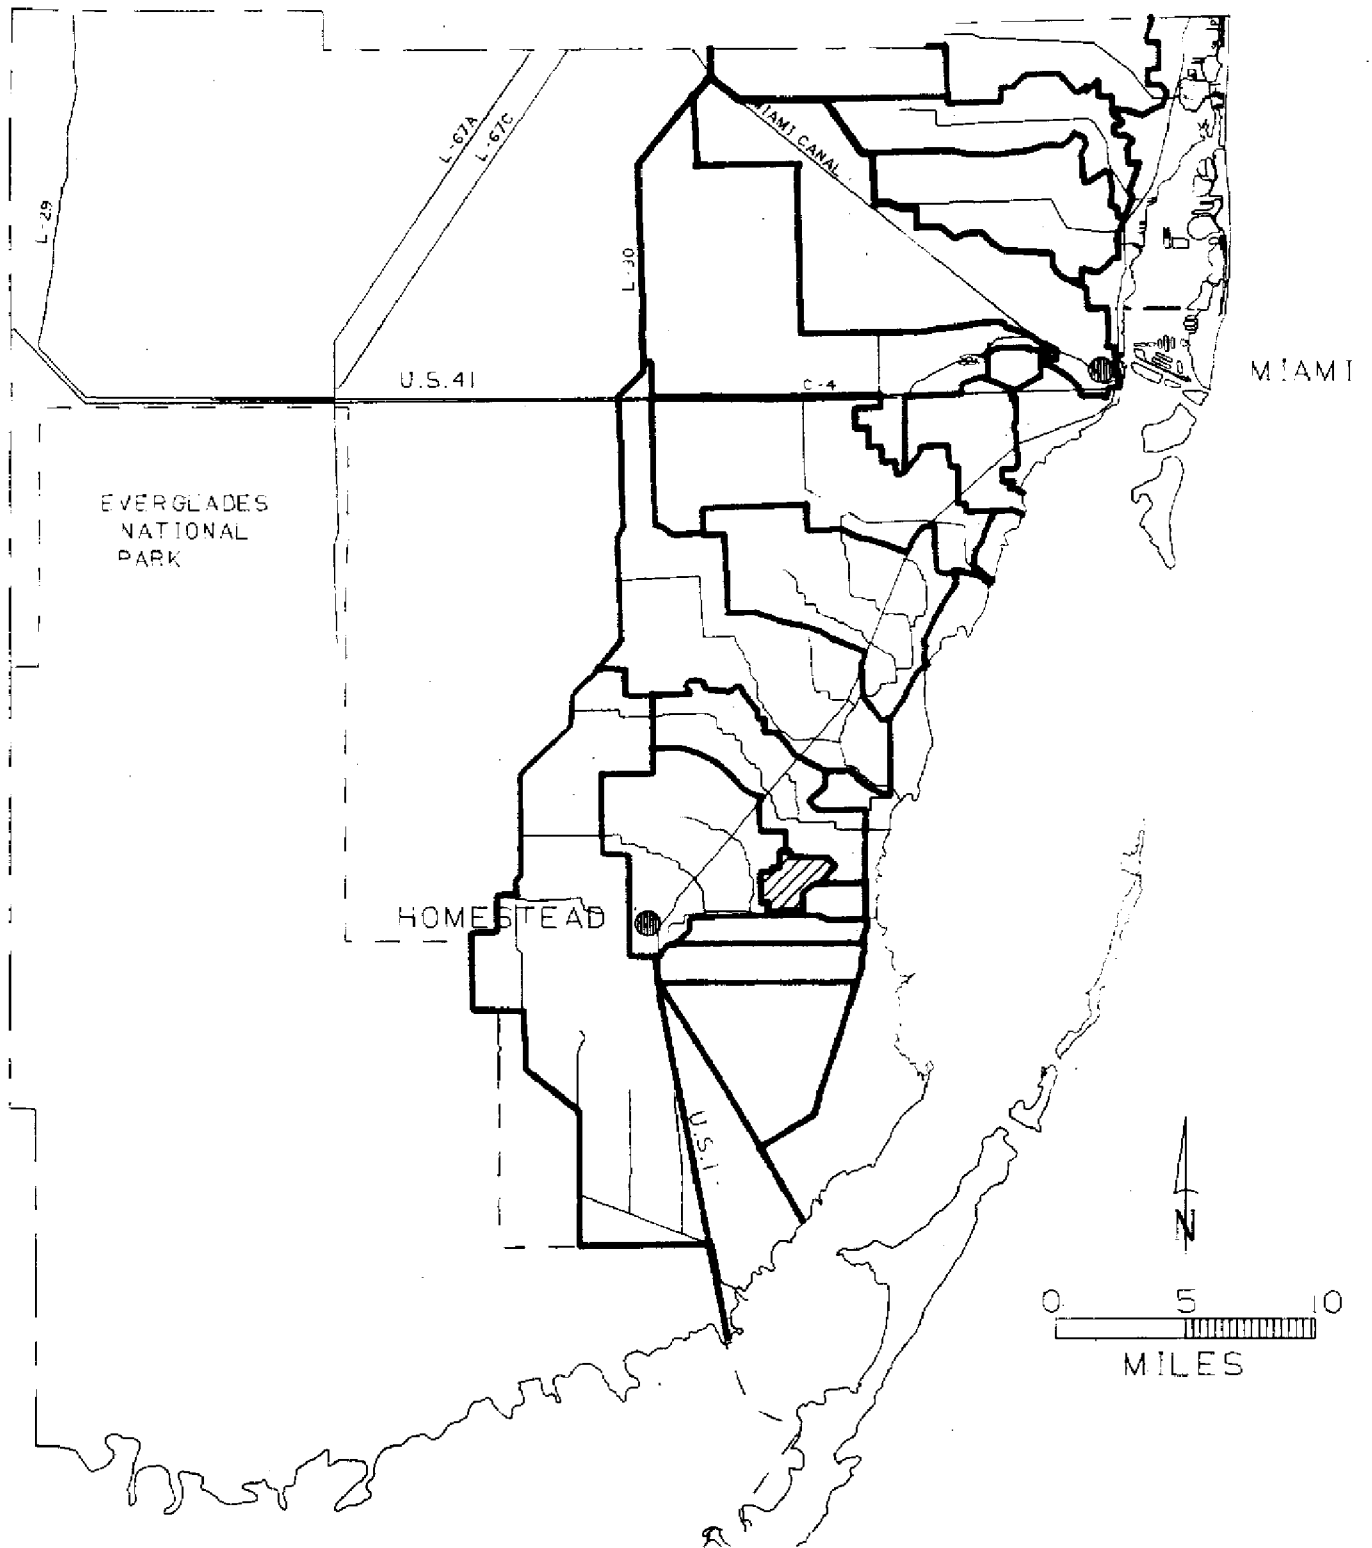 L-67A
L-67C
MIAMI CANAL
L-29
L-30
U.S.41
C-4
MIAMI
EVERGLADES
NATIONAL
PARK
HOMESTEAD
U.S.1
N
0 5 10
MILES